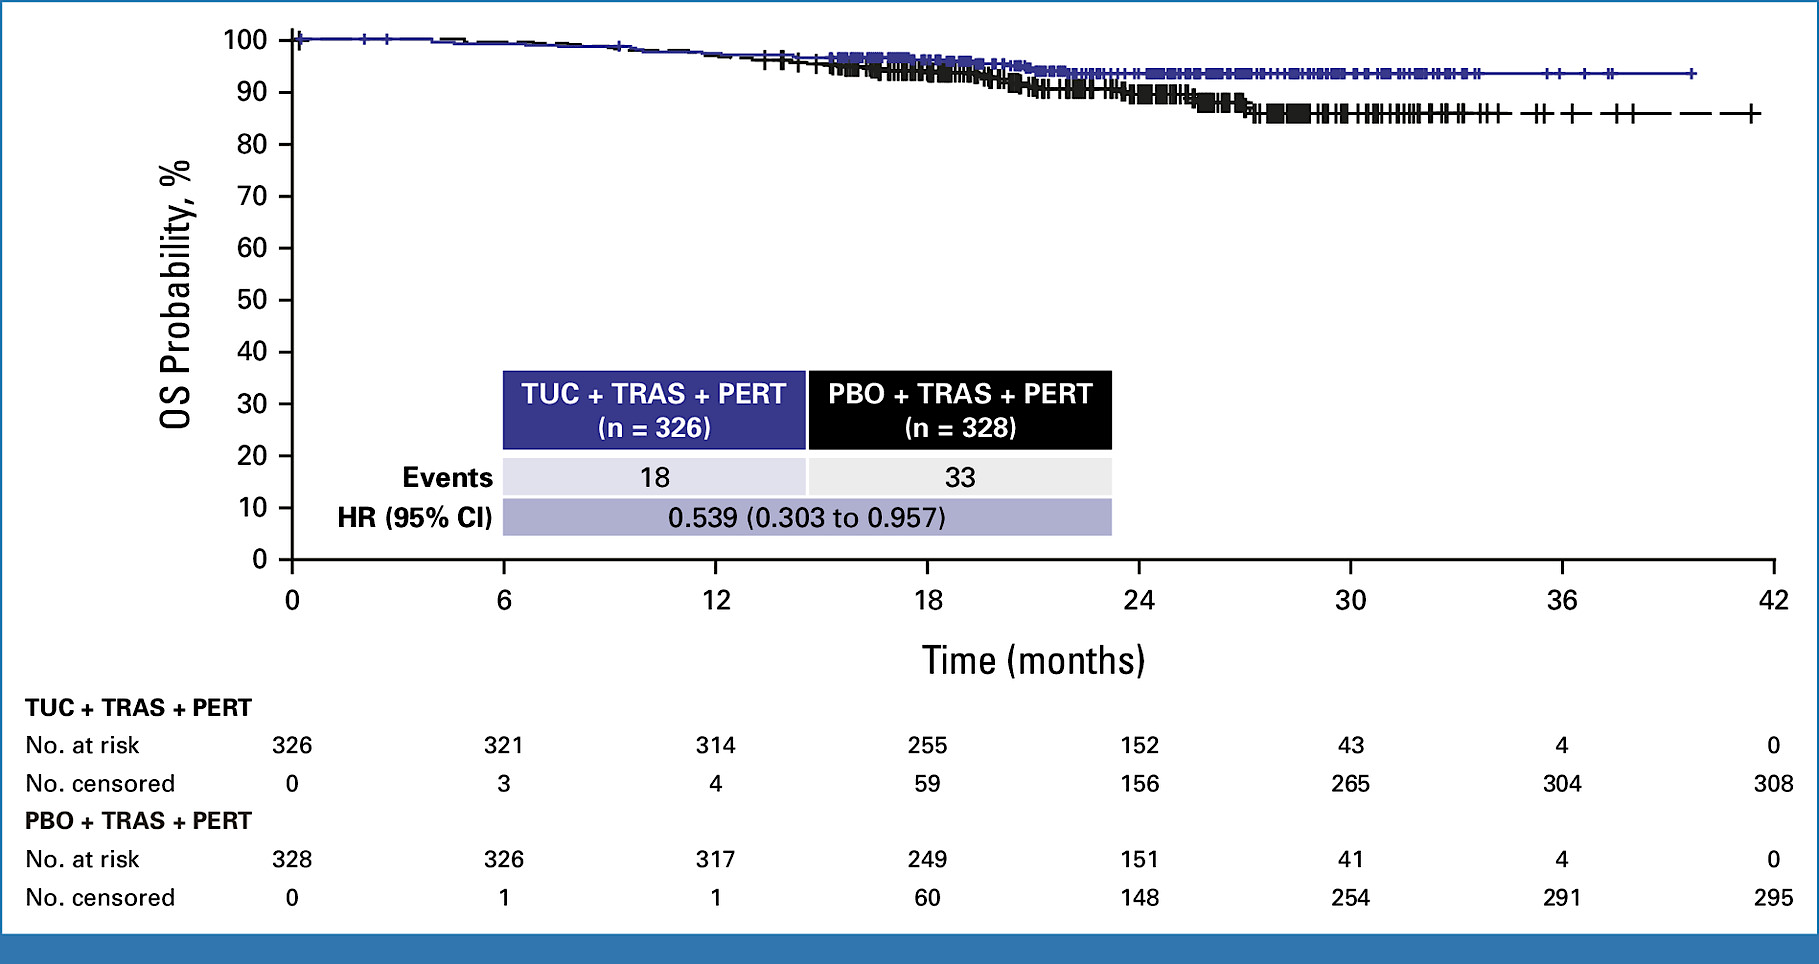 100
90
80
70
60
50
40
30
20
10
0
OS Probability, %
TUC + TRAS + PERT (n = 326)
PBO + TRAS + PERT (n = 328)
Events 18 33
HR (95% CI) 0.539 (0.303 to 0.957)
0 6 12 18 24 30 36 42
Time (months)
TUC + TRAS + PERT
No. at risk 326 321 314 255 152 43 4 0
No. censored 0 3 4 59 156 265 304 308
PBO + TRAS + PERT
No. at risk 328 326 317 249 151 41 4 0
No. censored 0 1 1 60 148 254 291 295